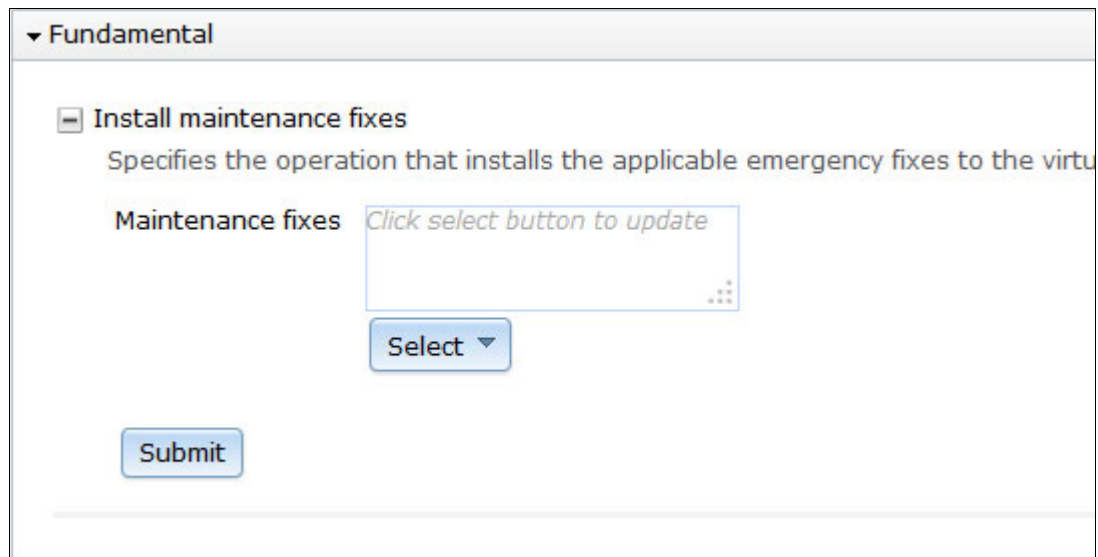 Fundamental
Install maintenance fixes
Specifies the operation that installs the applicable emergency fixes to the
Maintenance fixes Click select button to update
Select
Submit